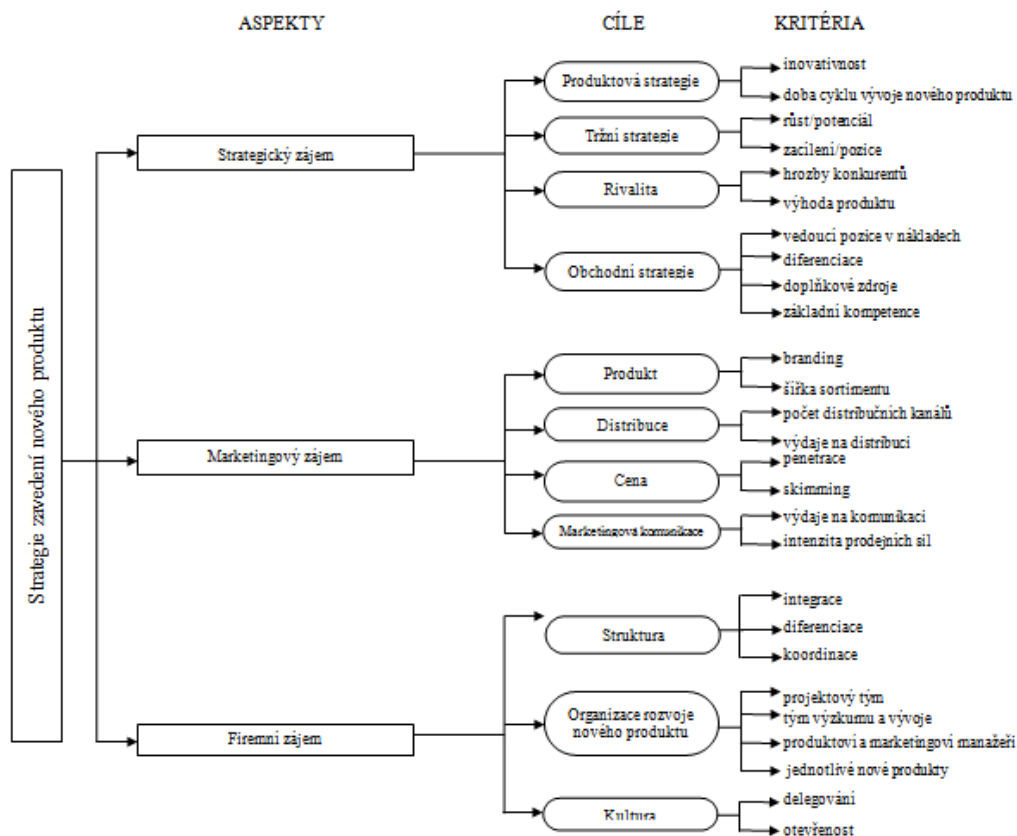 ASPEKTY
CÍLE
KRITÉRIA
Strategie zavedení nového produktu
Strategický zájem
Produktová strategie
inovativnost
doba cyklu vývoje nového produktu
Tržní strategie
růst/potenciál
zacílení/pozice
Rivalita
hrozby konkurentů
výhoda produktu
Obchodní strategie
vedoucí pozice v nákladech
diferenciace
doplňkové zdroje
základní kompetence
Marketingový zájem
Produkt
branding
šířka sortimentu
Distribuce
počet distribučních kanálů
výdaje na distribuci
Cena
penetrace
skimming
Marketingová komunikace
výdaje na komunikaci
intenzita prodejních sil
Firemní zájem
Struktura
integrace
diferenciace
koordinace
Organizace rozvoje
nového produktu
projektový tým
tým výzkumu a vývoje
produktoví a marketingoví manažeři
jednotlivé nové produkty
Kultura
delegování
otevřenost